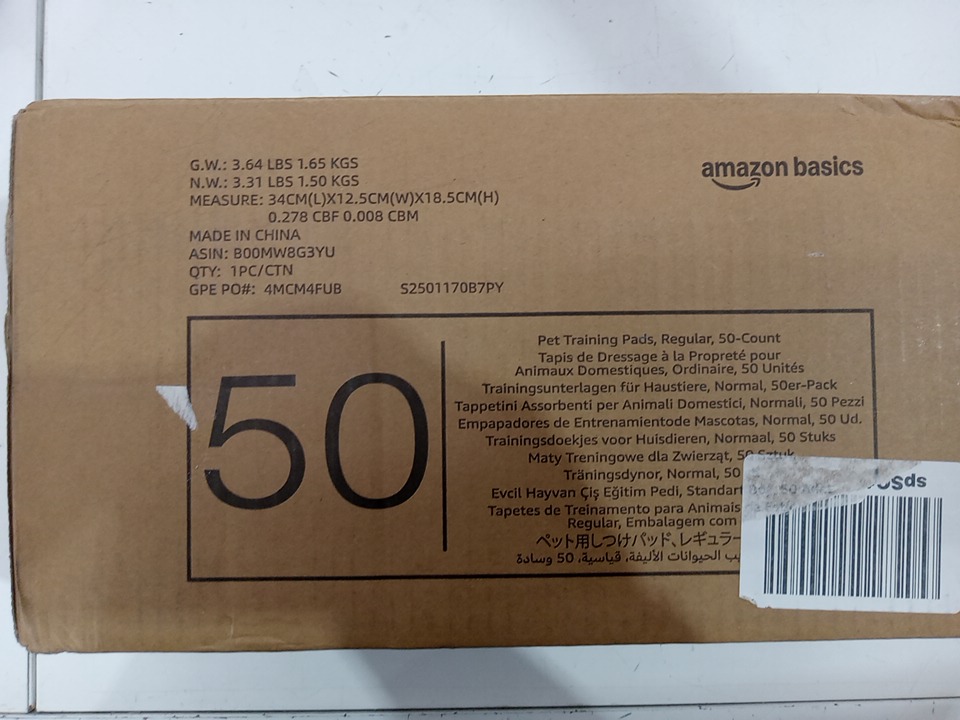 G.W.: 3.64 LBS 1.65 KGS
N.W.: 3.31 LBS 1.50 KGS
MEASURE: 34CM(L)X12.5CM(W)X18.5CM(H)
0.278 CBF 0.008 CBM
MADE IN CHINA
ASIN: B00MW8G3YU
QTY: 1PC/CTN
GPE PO#: 4MCM4FUB S2501170B7PY
amazon basics
50
Pet Training Pads, Regular, 50-Count
Tapis de Dressage à la Propreté pour
Animaux Domestiques, Ordinaire, 50 Unités
Trainingsunterlagen für Haustiere, Normal, 50er-Pack
Tappetini Assorbenti per Animali Domestici, Normali, 50 Pezzi
Empapadores de Entrenamiento de Mascotas, Normal, 50 Ud.
Trainingsdoekjes voor Huisdieren, Normaal, 50 Stuks
Maty Treningowe dla Zwierząt, 50 Sztuk
Träningsdynor, Normal, 50
Evcil Hayvan Çiş Eğitim Pedi, Standart
Tapetes de Treinamento para Animais
Regular, Embalagem com
ペット用しつけパッド、レギュラー
الحيوانات الأليفة، قياسية، 50 وسادة